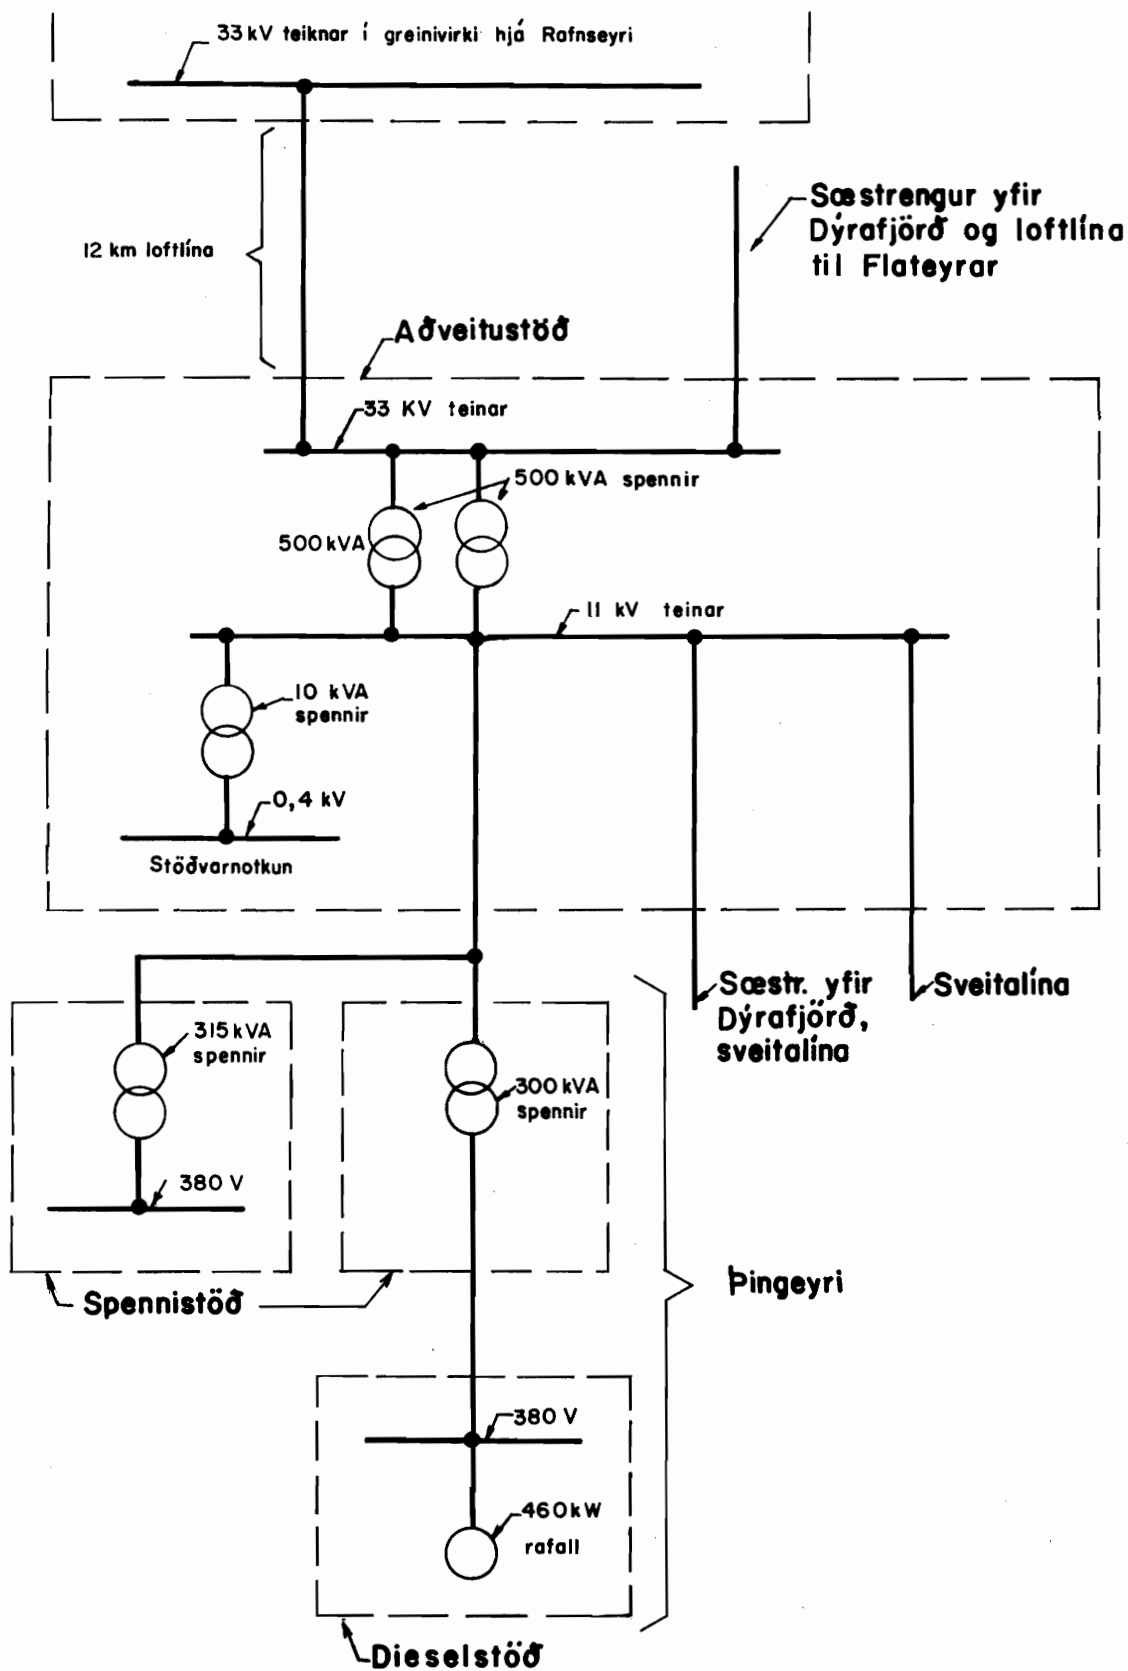 33 kV teiknar í greinivirki hjá Rafnseyri
12 km loftlína
Sæstrengur yfir
Dýrafjörð og loftlína
til Flateyrar
Aðveitustöð
33 KV teinar
500 kVA spennir
500 kVA
11 kV teinar
10 kVA
spennir
0,4 kV
Stöðvarnotkun
Sæstr. yfir
Dýrafjörð,
sveitalína
Sveitalína
315 kVA
spennir
300 kVA
spennir
380 V
Spennistöð
Þingeyri
380 V
460 kW
rafall
Dieselstöð